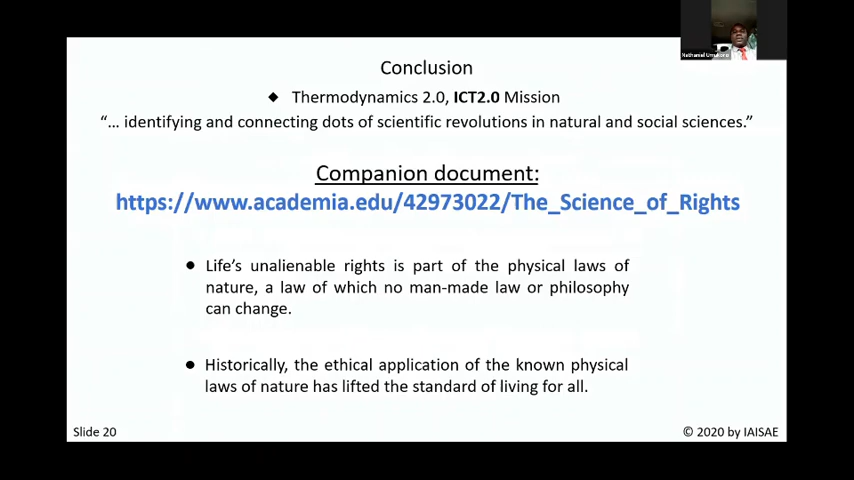 Nathaniel Umukoro
Conclusion
◆ Thermodynamics 2.0, ICT2.0 Mission
“… identifying and connecting dots of scientific revolutions in natural and social sciences.”
Companion document:
https://www.academia.edu/42973022/The_Science_of_Rights
● Life’s unalienable rights is part of the physical laws of
nature, a law of which no man-made law or philosophy
can change.
● Historically, the ethical application of the known physical
laws of nature has lifted the standard of living for all.
Slide 20
© 2020 by IAISAE